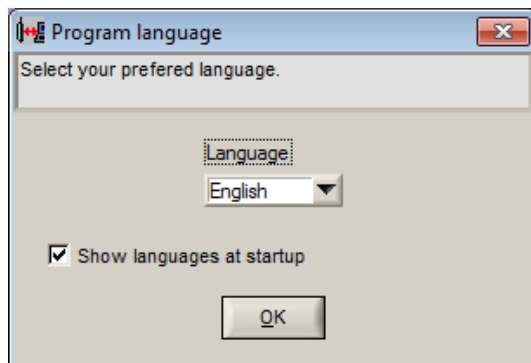 Program language
Select your prefered language.
Language
English
Show languages at startup
OK